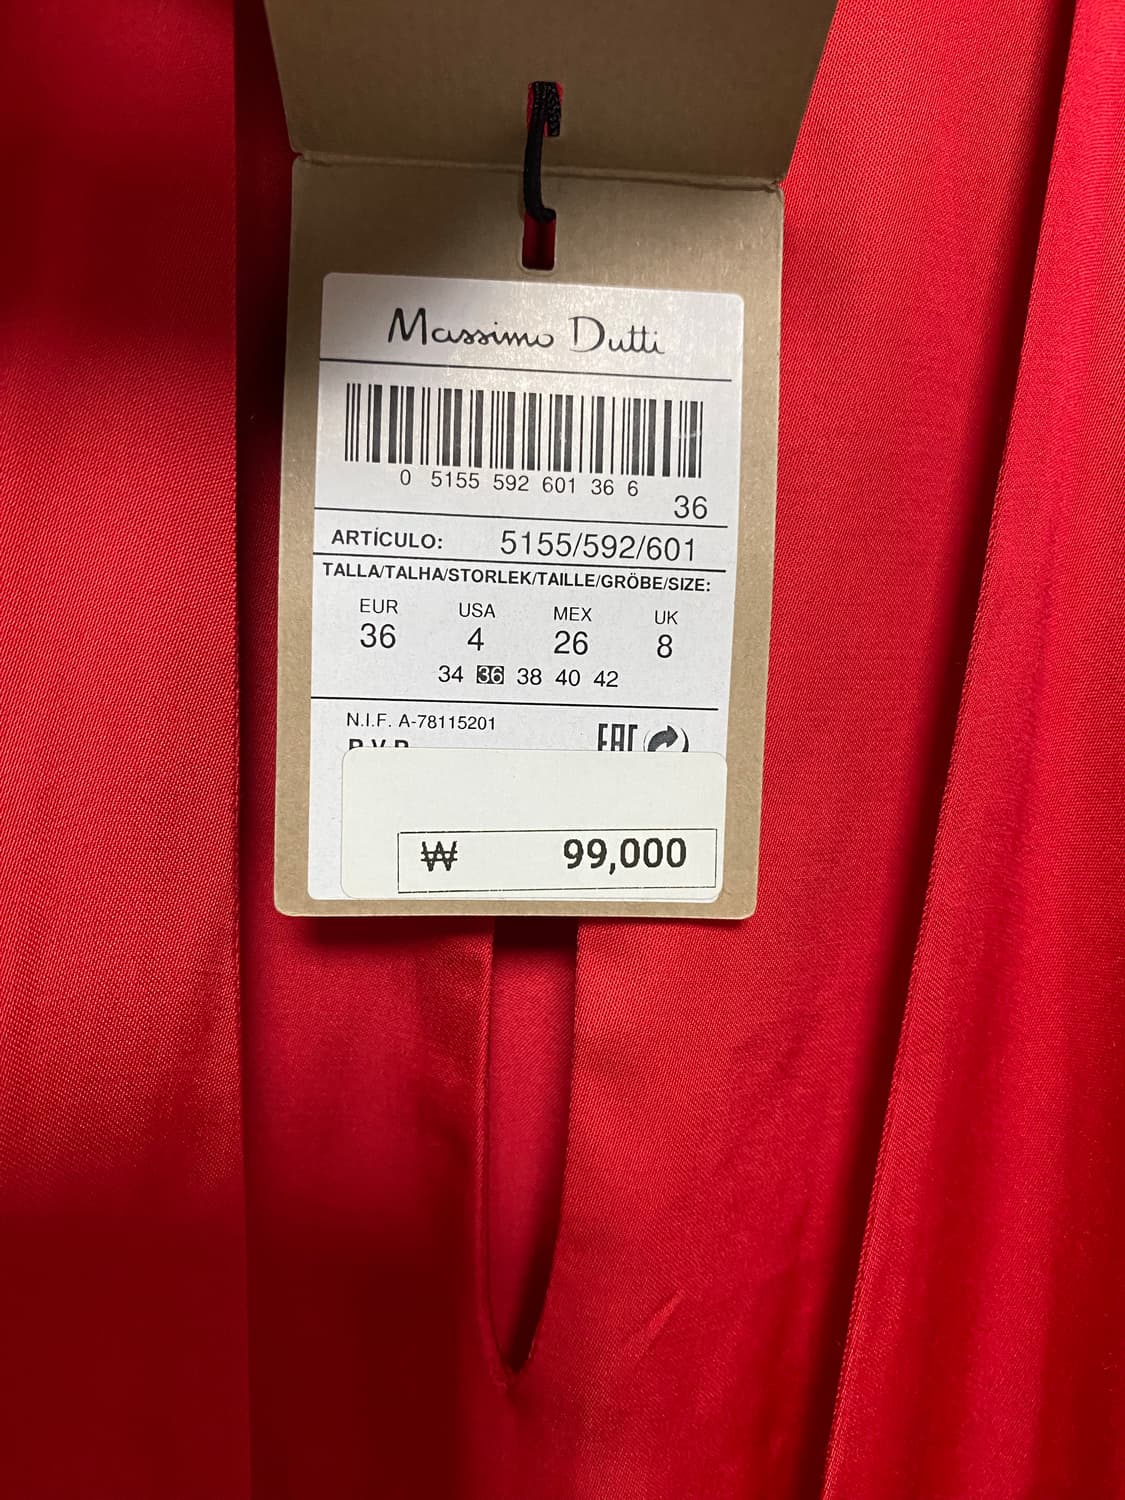 Massimo Dutti
0 5155 592 601 36 6
36
ARTÍCULO: 5155/592/601
TALLA/TALHA/STORLEK/TAILLE/GRÖBE/SIZE:
EUR USA MEX UK
36 4 26 8
34 36 38 40 42
N.I.F. A-78115201
P.V.P. EAC
₩ 99,000